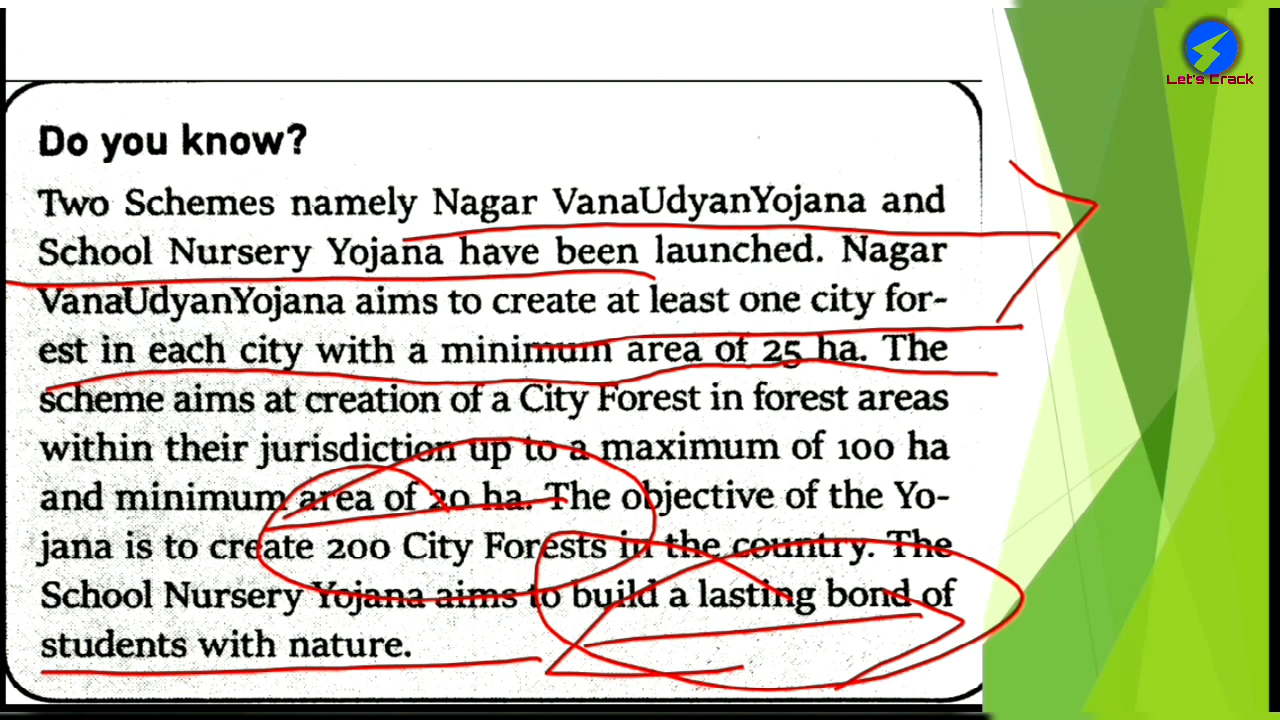 Let's Crack
Do you know?
Two Schemes namely Nagar VanaUdyanYojana and
School Nursery Yojana have been launched. Nagar
VanaUdyanYojana aims to create at least one city for-
est in each city with a minimum area of 25 ha. The
scheme aims at creation of a City Forest in forest areas
within their jurisdiction up to a maximum of 100 ha
and minimum area of 20 ha. The objective of the Yo-
jana is to create 200 City Forests in the country. The
School Nursery Yojana aims to build a lasting bond of
students with nature.